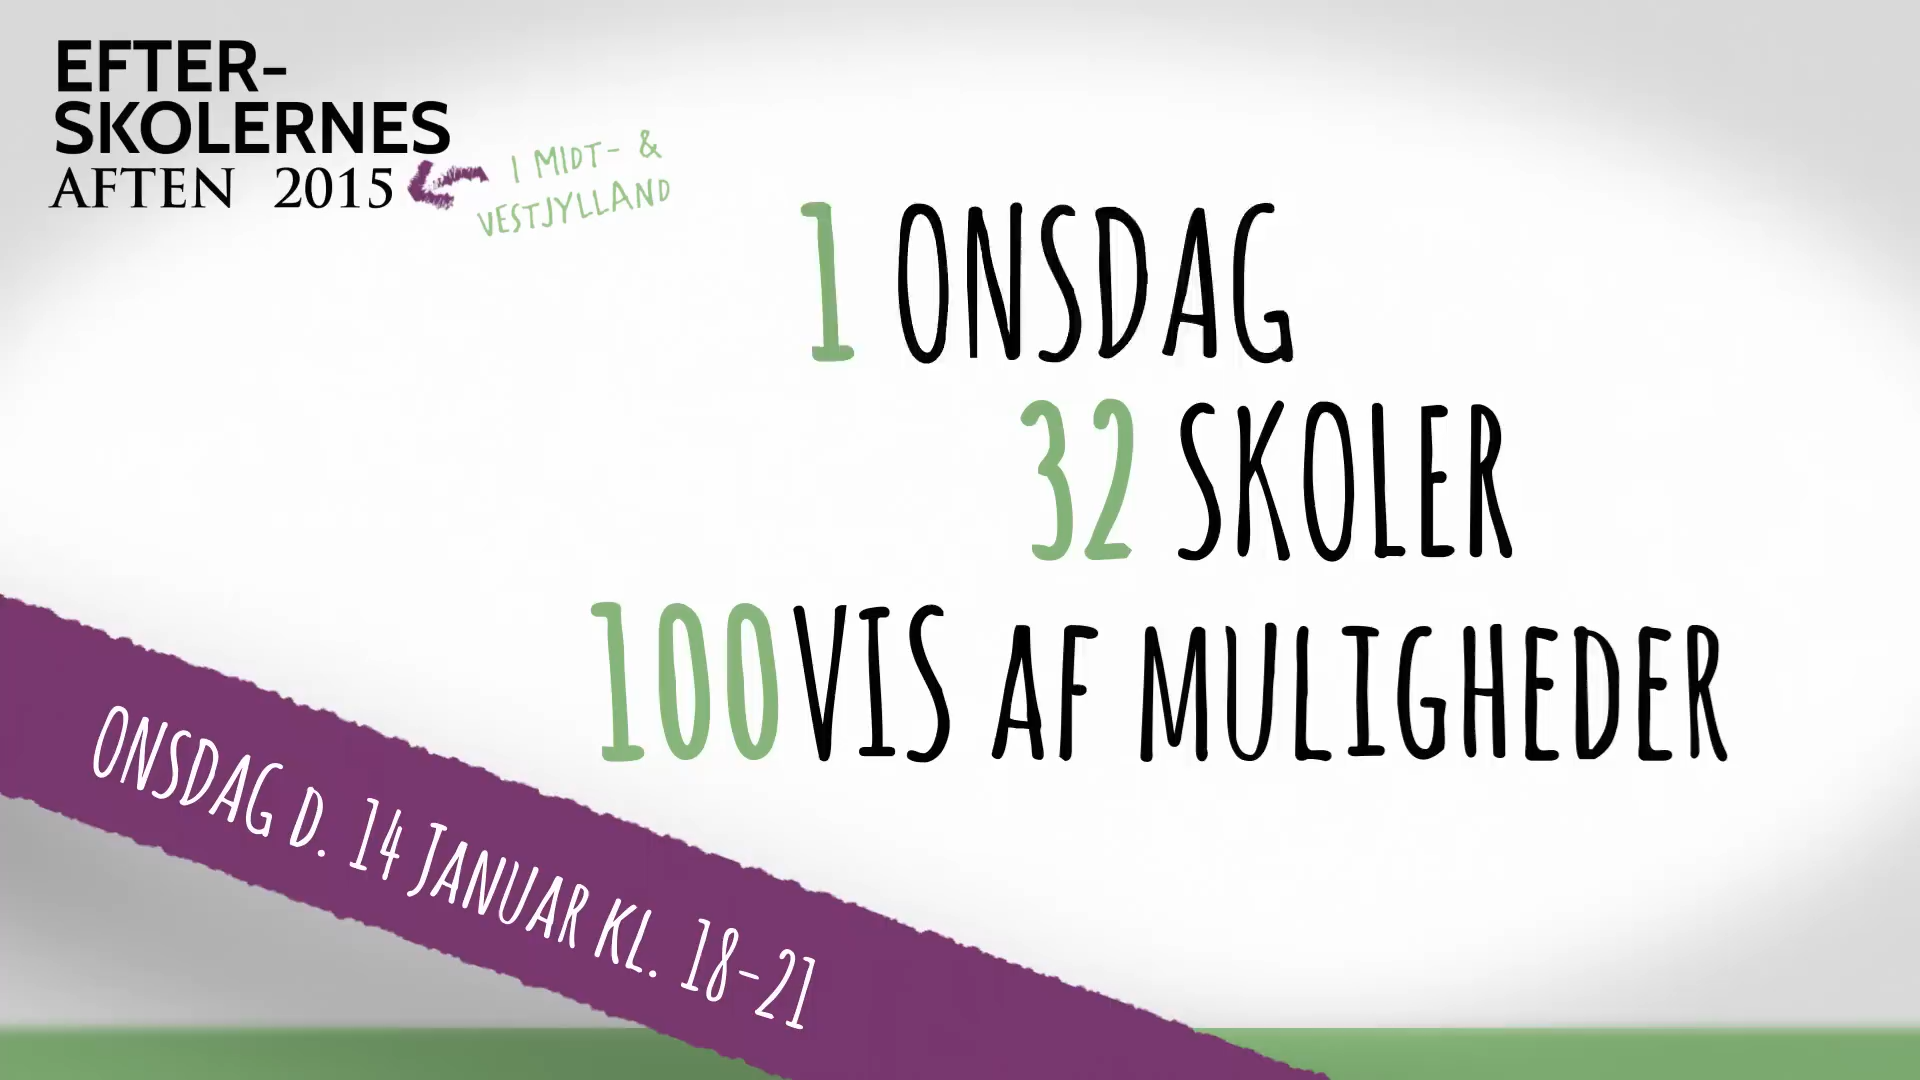 EFTER-
SKOLERNES
AFTEN 2015
I MIDT- &
VESTJYLLAND
1 ONSDAG
32 SKOLER
100VIS AF MULIGHEDER
ONSDAG D. 14 JANUAR KL. 18-21